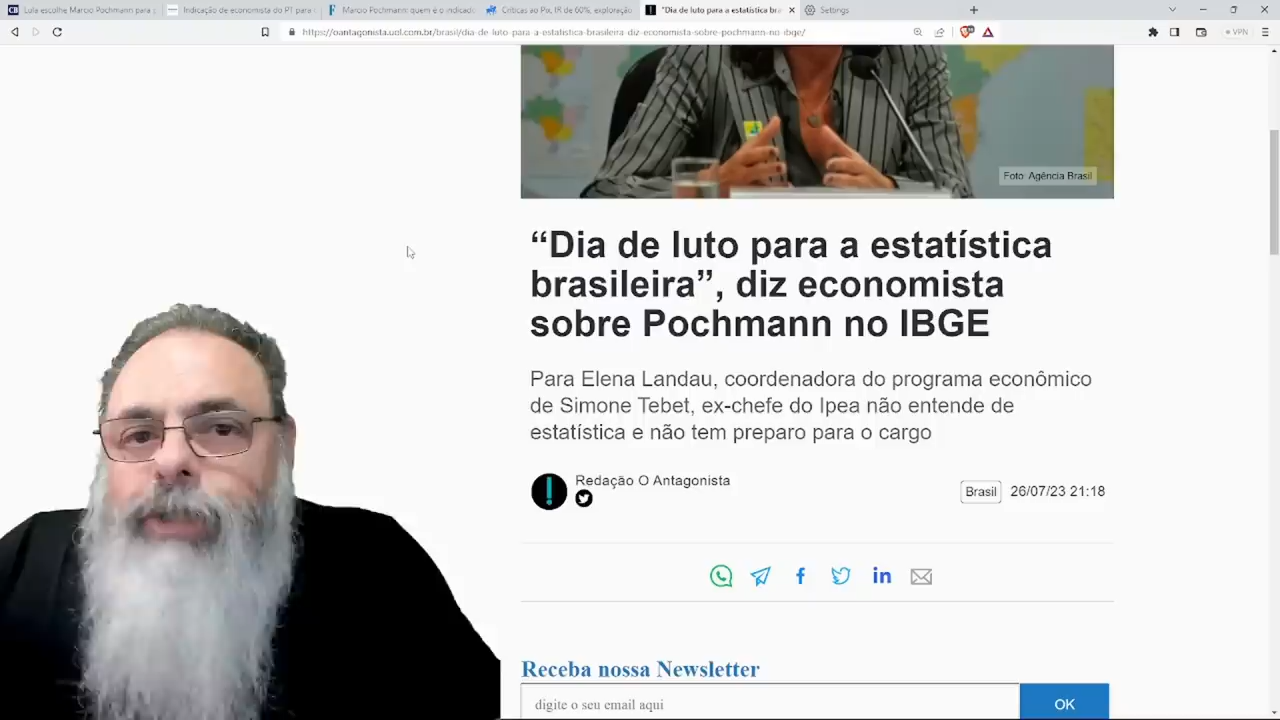 Lula escolhe Marcio Pochmann para
Indicação de economista do PT para
Marcio Pochmann: quem é o indicado
Críticas ao Pix, IR de 60%, exploração
"Dia de luto para a estatística bra
Settings
https://oantagonista.uol.com.br/brasil/dia-de-luto-para-a-estatistica-brasileira-diz-economista-sobre-pochmann-no-ibge/
VPN
Foto: Agência Brasil
“Dia de luto para a estatística
brasileira”, diz economista
sobre Pochmann no IBGE
Para Elena Landau, coordenadora do programa econômico
de Simone Tebet, ex-chefe do Ipea não entende de
estatística e não tem preparo para o cargo
Redação O Antagonista
Brasil 26/07/23 21:18
Receba nossa Newsletter
digite o seu email aqui
OK